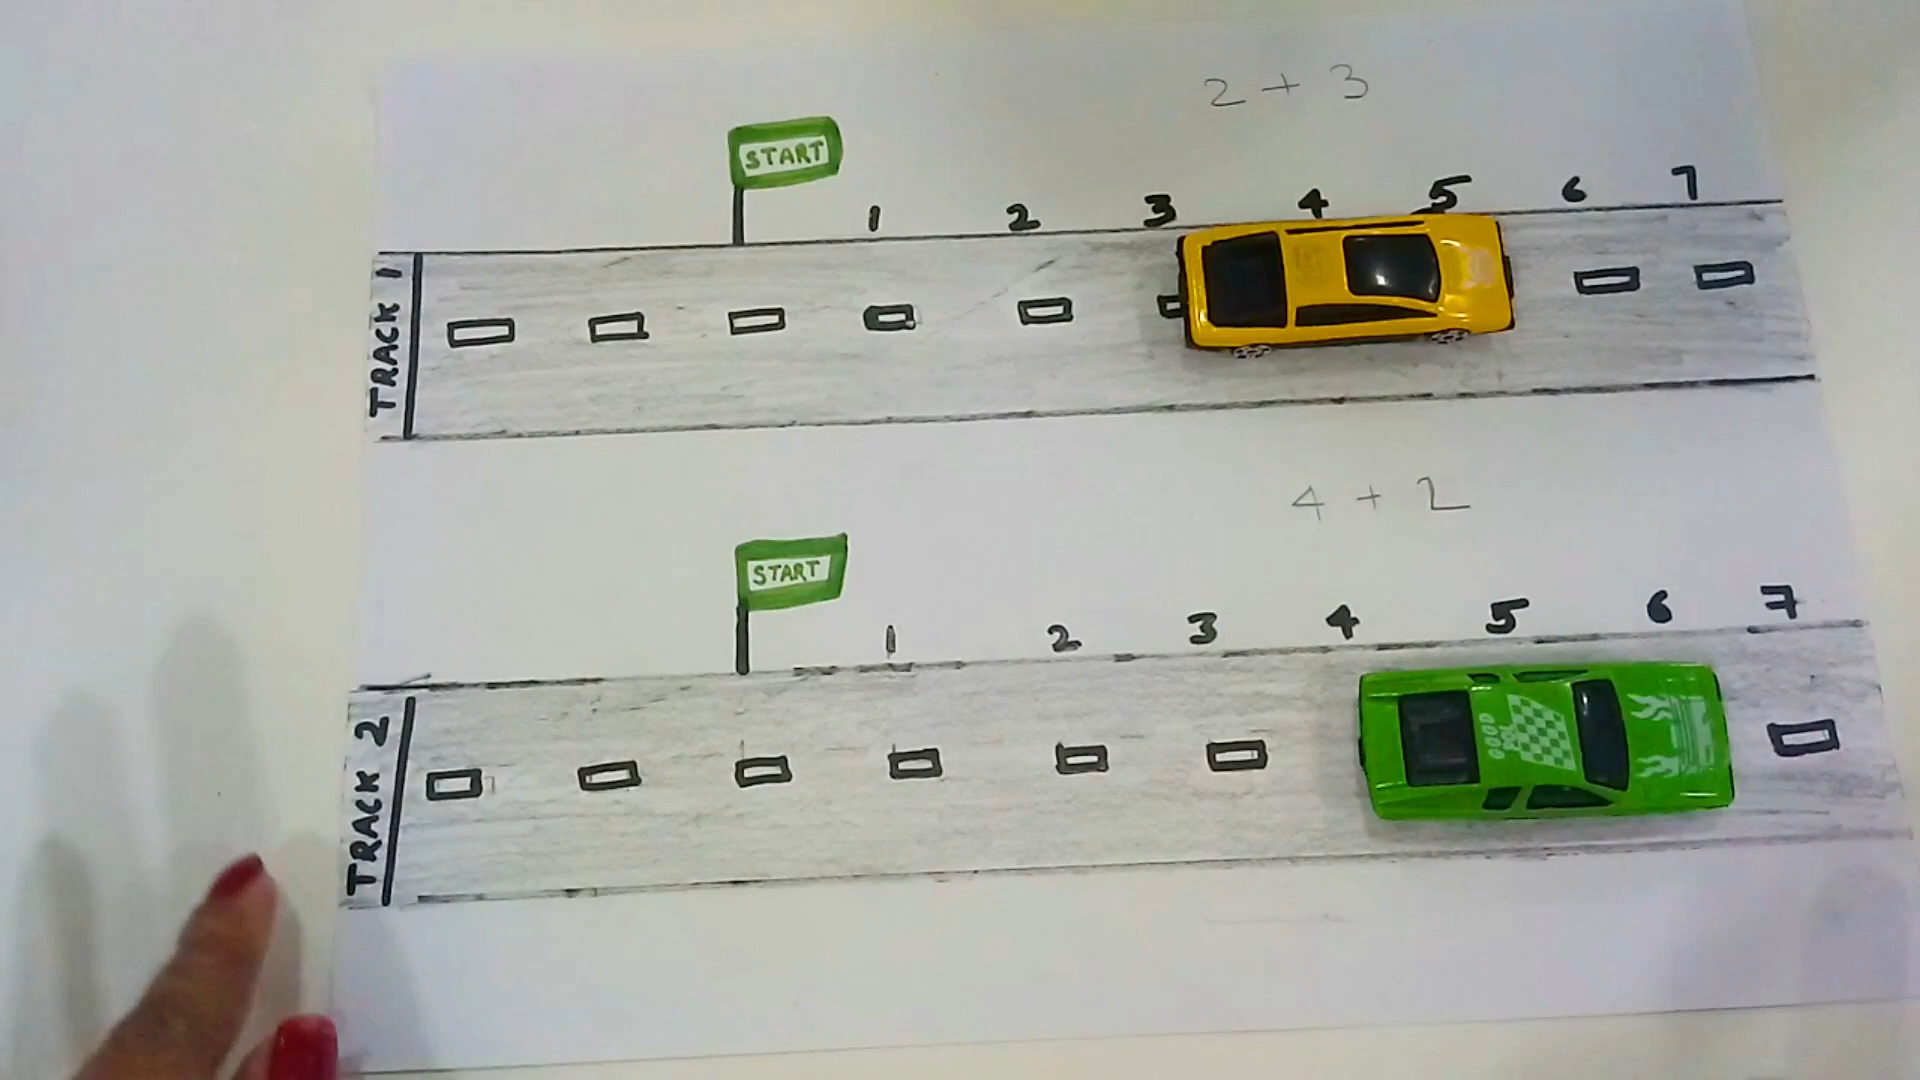 2 + 3
START
1 2 3 4 5 6 7
TRACK 1
4 + 2
START
1 2 3 4 5 6 7
TRACK 2
GOOD